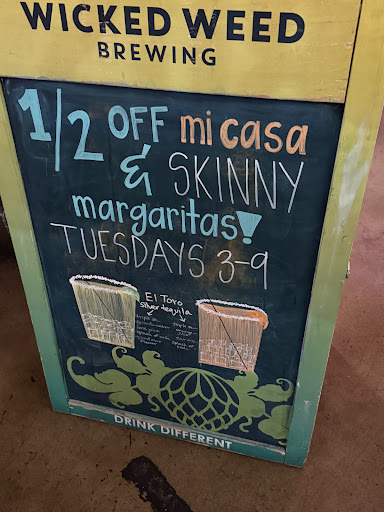 WICKED WEED
BREWING
1/2 OFF mi casa
& SKINNY
margaritas!
TUESDAYS 3-9
El Toro
silver tequila
DRINK DIFFERENT